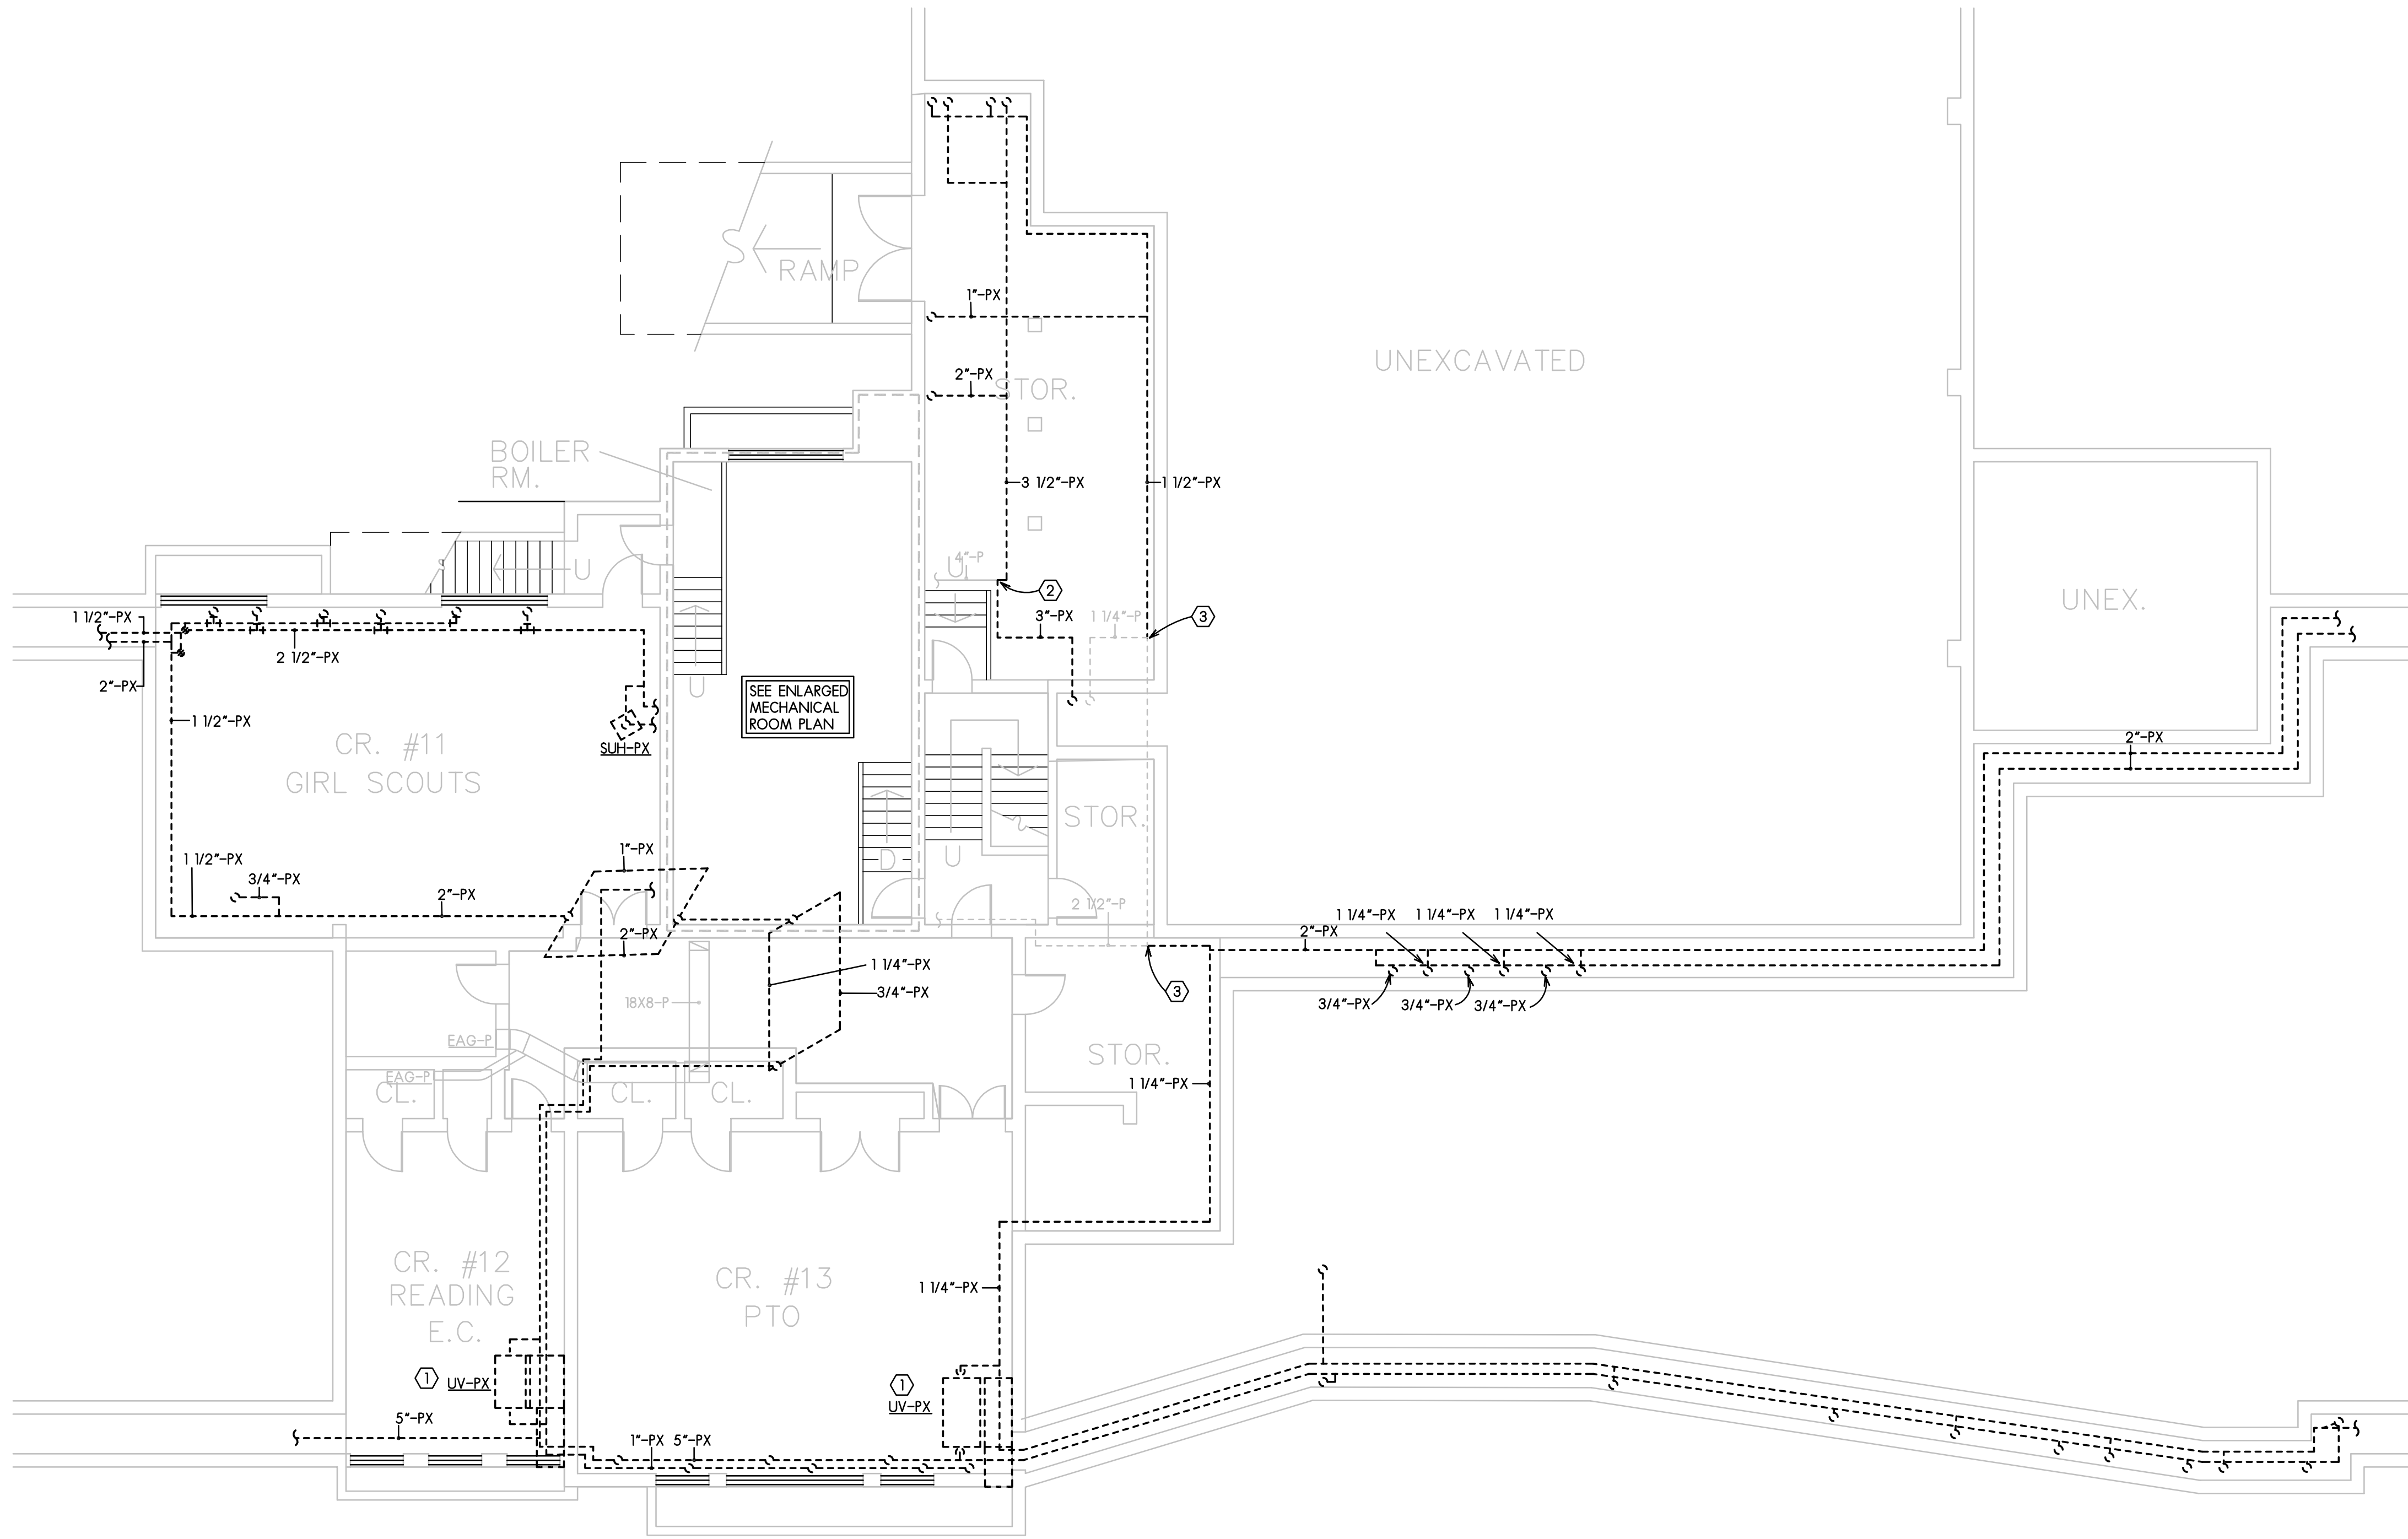 RAMP
1"-PX
2"-PX
STOR.
UNEXCAVATED
BOILER
RM.
3 1/2"-PX
1 1/2"-PX
U
U
4"-P
2
3"-PX
1 1/4"-P
3
UNEX.
1 1/2"-PX
2 1/2"-PX
2"-PX
U
SEE ENLARGED
MECHANICAL
ROOM PLAN
1 1/2"-PX
CR. #11
GIRL SCOUTS
SUH-PX
2"-PX
STOR.
1 1/2"-PX
3/4"-PX
2"-PX
1"-PX
D
U
2"-PX
2 1/2"-P
2"-PX
1 1/4"-PX
1 1/4"-PX
1 1/4"-PX
1 1/4"-PX
3/4"-PX
18X8-P
3
3/4"-PX
3/4"-PX
3/4"-PX
EAG-P
EAG-P
CL.
CL.
CL.
STOR.
1 1/4"-PX
CR. #12
READING
E.C.
CR. #13
PTO
1 1/4"-PX
1
UV-PX
1
UV-PX
5"-PX
1"-PX
5"-PX